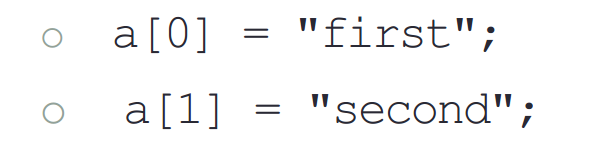 a[0] = "first";
a[1] = "second";